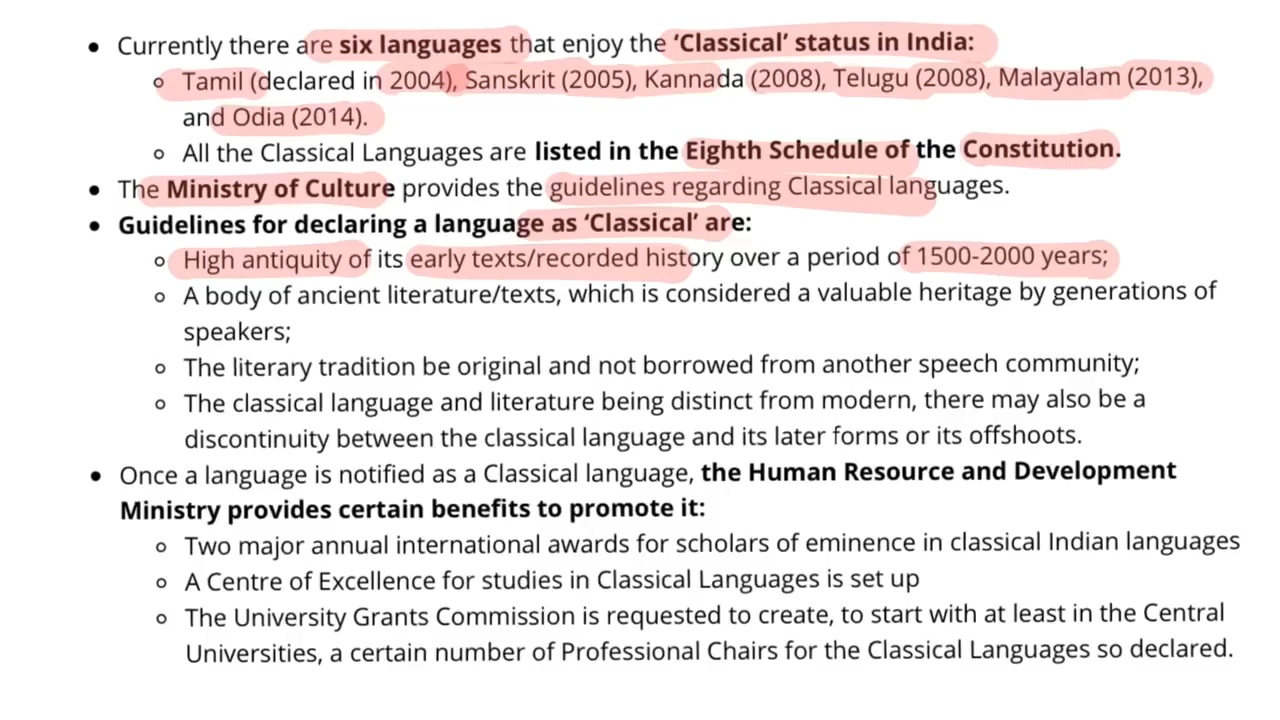 • Currently there are six languages that enjoy the ‘Classical’ status in India:
◦ Tamil (declared in 2004), Sanskrit (2005), Kannada (2008), Telugu (2008), Malayalam (2013),
and Odia (2014).
◦ All the Classical Languages are listed in the Eighth Schedule of the Constitution.
• The Ministry of Culture provides the guidelines regarding Classical languages.
• Guidelines for declaring a language as ‘Classical’ are:
◦ High antiquity of its early texts/recorded history over a period of 1500-2000 years;
◦ A body of ancient literature/texts, which is considered a valuable heritage by generations of
speakers;
◦ The literary tradition be original and not borrowed from another speech community;
◦ The classical language and literature being distinct from modern, there may also be a
discontinuity between the classical language and its later forms or its offshoots.
• Once a language is notified as a Classical language, the Human Resource and Development
Ministry provides certain benefits to promote it:
◦ Two major annual international awards for scholars of eminence in classical Indian languages
◦ A Centre of Excellence for studies in Classical Languages is set up
◦ The University Grants Commission is requested to create, to start with at least in the Central
Universities, a certain number of Professional Chairs for the Classical Languages so declared.